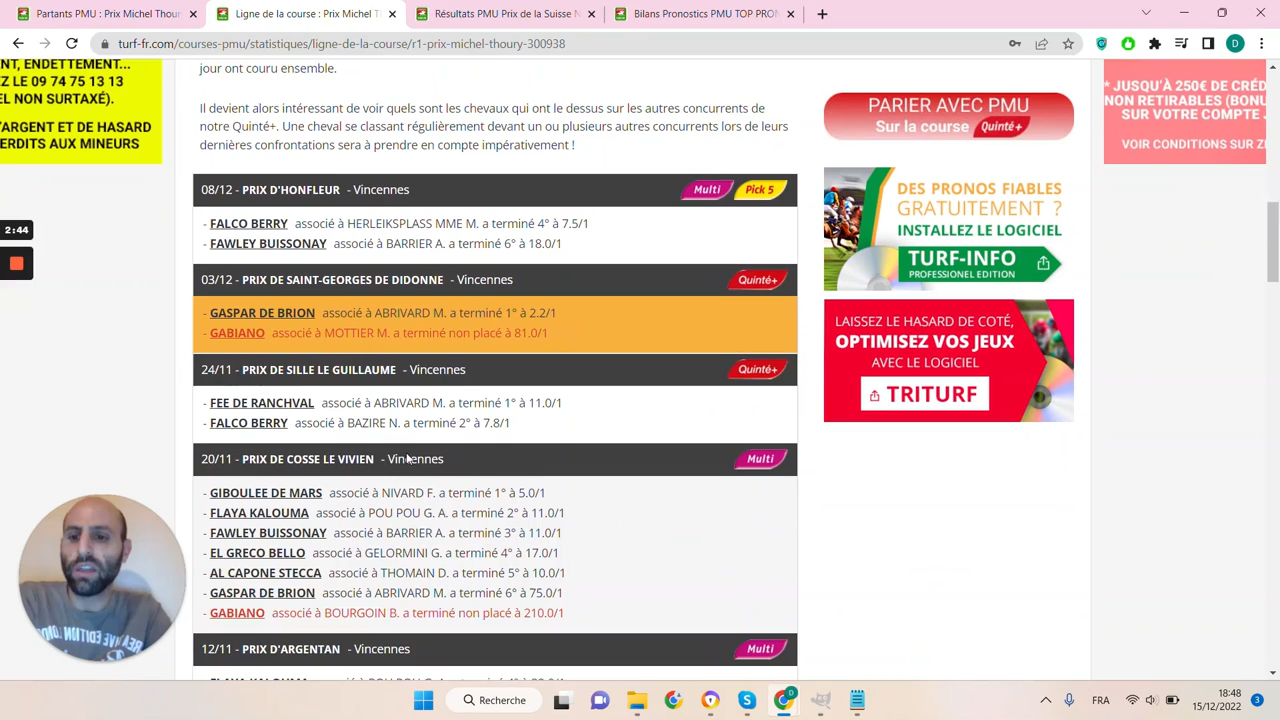 Partants PMU : Prix Michel Thour
Ligne de la course : Prix Michel T
Résultats PMU Prix de la Suisse N
Bilans Pronostics PMU TOP PRON
turf-fr.com/courses-pmu/statistiques/ligne-de-la-course/r1-prix-michel-thoury-300938
D
NT, ENDETTEMENT...
EZ LE 09 74 75 13 13
EL NON SURTAXÉ).
D'ARGENT ET DE HASARD
ERDITS AUX MINEURS
2:44
jour ont couru ensemble.
Il devient alors intéressant de voir quels sont les chevaux qui ont le dessus sur les autres concurrents de
notre Quinté+. Une cheval se classant régulièrement devant un ou plusieurs autres concurrents lors de leurs
dernières confrontations sera à prendre en compte impérativement !
08/12 - PRIX D'HONFLEUR - Vincennes Multi Pick 5
- FALCO BERRY associé à HERLEIKSPLASS MME M. a terminé 4° à 7.5/1
- FAWLEY BUISSONAY associé à BARRIER A. a terminé 6° à 18.0/1
03/12 - PRIX DE SAINT-GEORGES DE DIDONNE - Vincennes Quinté+
- GASPAR DE BRION associé à ABRIVARD M. a terminé 1° à 2.2/1
- GABIANO associé à MOTTIER M. a terminé non placé à 81.0/1
24/11 - PRIX DE SILLE LE GUILLAUME - Vincennes Quinté+
- FEE DE RANCHVAL associé à ABRIVARD M. a terminé 1° à 11.0/1
- FALCO BERRY associé à BAZIRE N. a terminé 2° à 7.8/1
20/11 - PRIX DE COSSE LE VIVIEN - Vincennes Multi
- GIBOULEE DE MARS associé à NIVARD F. a terminé 1° à 5.0/1
- FLAYA KALOUMA associé à POU POU G. A. a terminé 2° à 11.0/1
- FAWLEY BUISSONAY associé à BARRIER A. a terminé 3° à 11.0/1
- EL GRECO BELLO associé à GELORMINI G. a terminé 4° à 17.0/1
- AL CAPONE STECCA associé à THOMAIN D. a terminé 5° à 10.0/1
- GASPAR DE BRION associé à ABRIVARD M. a terminé 6° à 75.0/1
- GABIANO associé à BOURGOIN B. a terminé non placé à 210.0/1
12/11 - PRIX D'ARGENTAN - Vincennes Multi
PARIER AVEC PMU
Sur la course Quinté+
DES PRONOS FIABLES
GRATUITEMENT ?
INSTALLEZ LE LOGICIEL
TURF-INFO
PROFESSIONEL EDITION
LAISSEZ LE HASARD DE COTÉ,
OPTIMISEZ VOS JEUX
AVEC LE LOGICIEL
TRITURF
* JUSQU'À 250€ DE CRÉD
NON RETIRABLES (BONU
SUR VOTRE COMPTE J
VOIR CONDITIONS SUR ZE
Recherche
FRA
18:48
15/12/2022
3